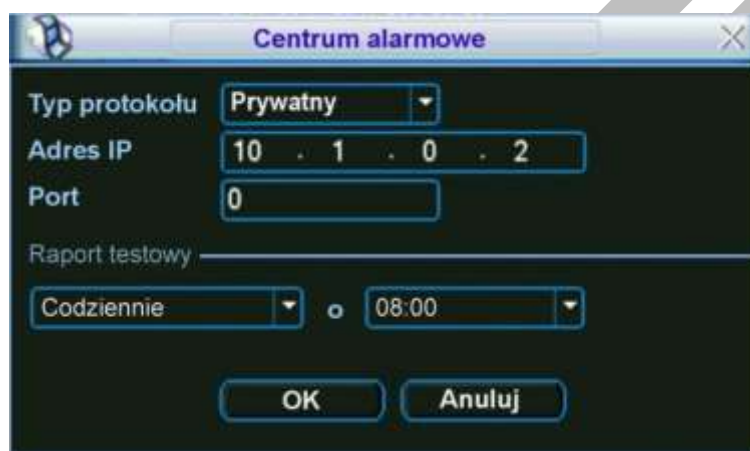 Centrum alarmowe
Typ protokołu Prywatny
Adres IP 10 . 1 . 0 . 2
Port 0
Raport testowy
Codziennie o 08:00
OK Anuluj